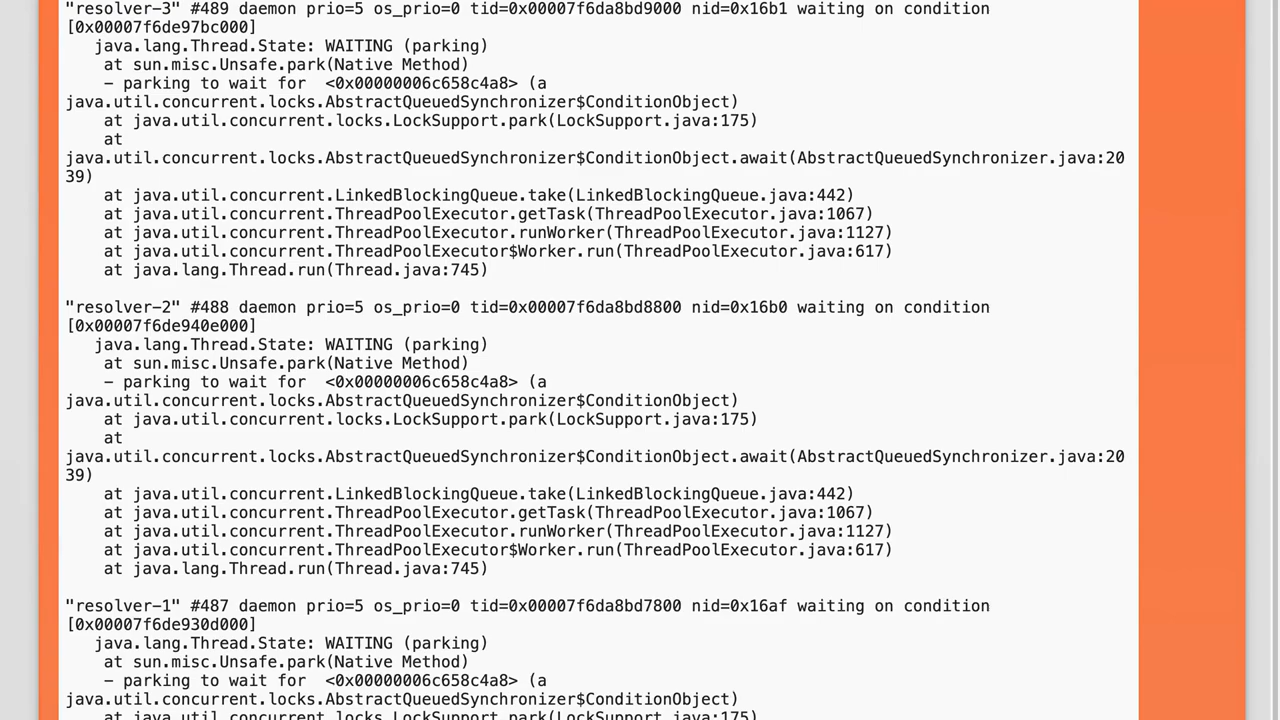 "resolver-3" #489 daemon prio=5 os_prio=0 tid=0x00007f6da8bd9000 nid=0x16b1 waiting on condition
[0x00007f6de97bc000]
java.lang.Thread.State: WAITING (parking)
at sun.misc.Unsafe.park(Native Method)
– parking to wait for  <0x00000006c658c4a8> (a
java.util.concurrent.locks.AbstractQueuedSynchronizer$ConditionObject)
at java.util.concurrent.locks.LockSupport.park(LockSupport.java:175)
at
java.util.concurrent.locks.AbstractQueuedSynchronizer$ConditionObject.await(AbstractQueuedSynchronizer.java:20
39)
at java.util.concurrent.LinkedBlockingQueue.take(LinkedBlockingQueue.java:442)
at java.util.concurrent.ThreadPoolExecutor.getTask(ThreadPoolExecutor.java:1067)
at java.util.concurrent.ThreadPoolExecutor.runWorker(ThreadPoolExecutor.java:1127)
at java.util.concurrent.ThreadPoolExecutor$Worker.run(ThreadPoolExecutor.java:617)
at java.lang.Thread.run(Thread.java:745)
"resolver-2" #488 daemon prio=5 os_prio=0 tid=0x00007f6da8bd8800 nid=0x16b0 waiting on condition
[0x00007f6de940e000]
java.lang.Thread.State: WAITING (parking)
at sun.misc.Unsafe.park(Native Method)
– parking to wait for  <0x00000006c658c4a8> (a
java.util.concurrent.locks.AbstractQueuedSynchronizer$ConditionObject)
at java.util.concurrent.locks.LockSupport.park(LockSupport.java:175)
at
java.util.concurrent.locks.AbstractQueuedSynchronizer$ConditionObject.await(AbstractQueuedSynchronizer.java:20
39)
at java.util.concurrent.LinkedBlockingQueue.take(LinkedBlockingQueue.java:442)
at java.util.concurrent.ThreadPoolExecutor.getTask(ThreadPoolExecutor.java:1067)
at java.util.concurrent.ThreadPoolExecutor.runWorker(ThreadPoolExecutor.java:1127)
at java.util.concurrent.ThreadPoolExecutor$Worker.run(ThreadPoolExecutor.java:617)
at java.lang.Thread.run(Thread.java:745)
"resolver-1" #487 daemon prio=5 os_prio=0 tid=0x00007f6da8bd7800 nid=0x16af waiting on condition
[0x00007f6de930d000]
java.lang.Thread.State: WAITING (parking)
at sun.misc.Unsafe.park(Native Method)
– parking to wait for  <0x00000006c658c4a8> (a
java.util.concurrent.locks.AbstractQueuedSynchronizer$ConditionObject)
at java.util.concurrent.locks.LockSupport.park(LockSupport.java:175)